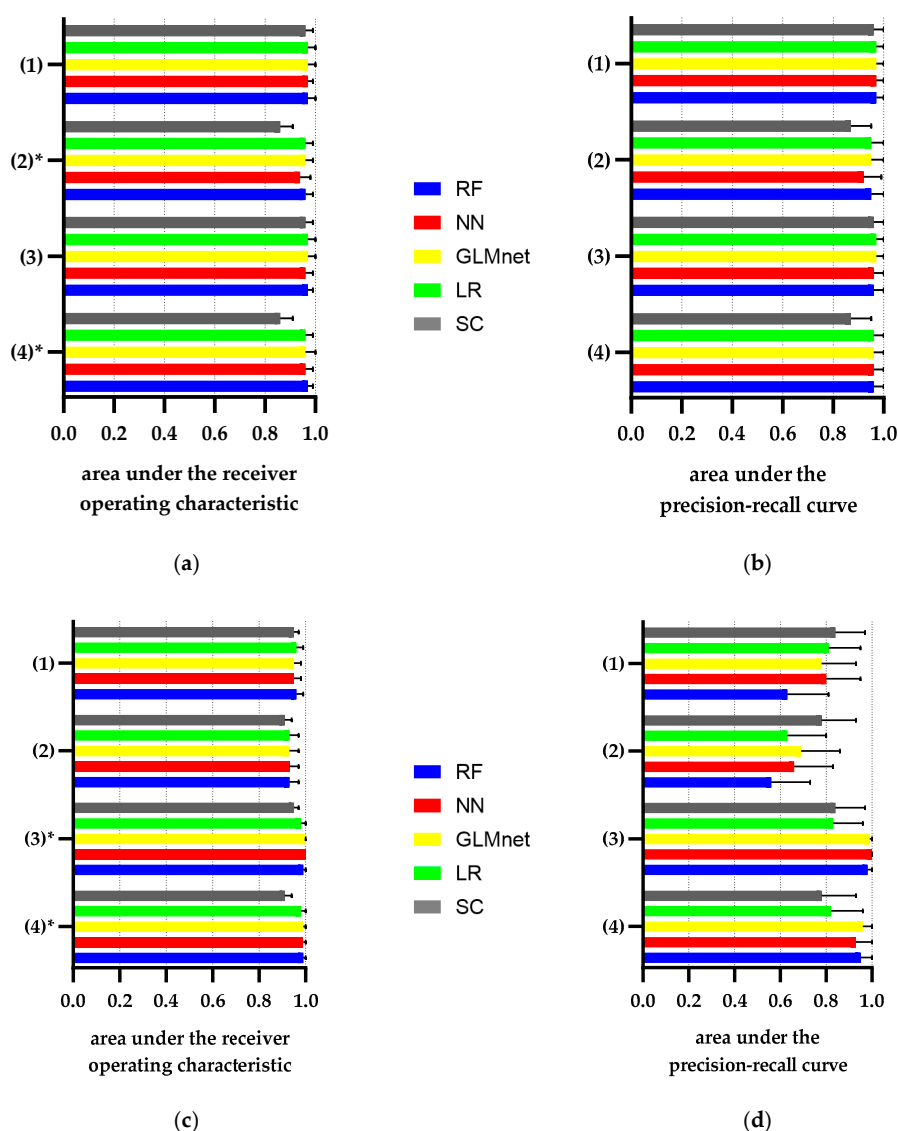 (1)
(2)*
(3)
(4)*
0.0 0.2 0.4 0.6 0.8 1.0
area under the receiver
operating characteristic
(a)
RF
NN
GLMnet
LR
SC
(1)
(2)
(3)
(4)
0.0 0.2 0.4 0.6 0.8 1.0
area under the
precision-recall curve
(b)
(1)
(2)
(3)*
(4)*
0.0 0.2 0.4 0.6 0.8 1.0
area under the receiver
operating characteristic
(c)
RF
NN
GLMnet
LR
SC
(1)
(2)
(3)
(4)
0.0 0.2 0.4 0.6 0.8 1.0
area under the
precision-recall curve
(d)